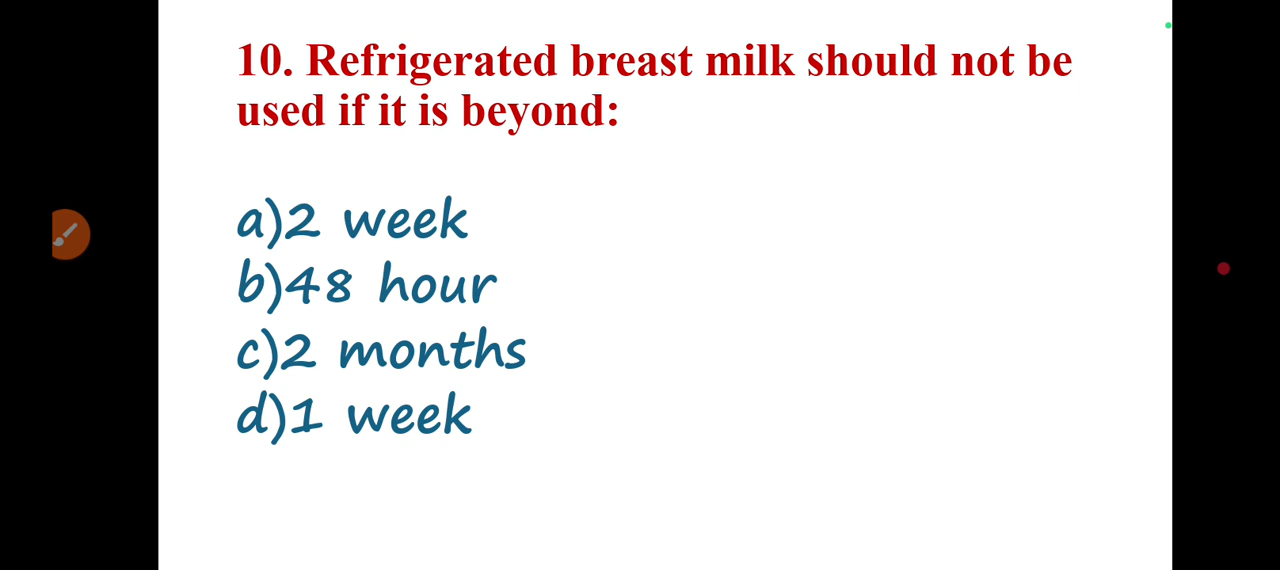 10. Refrigerated breast milk should not be
used if it is beyond:
a)2 week
b)48 hour
c)2 months
d)1 week